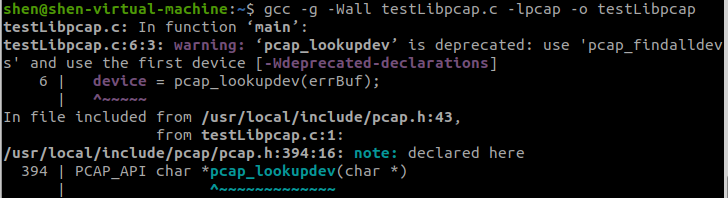 shen@shen-virtual-machine:~$ gcc -g -Wall testLibpcap.c -lpcap -o testLibpcap
testLibpcap.c: In function ‘main’:
testLibpcap.c:6:3: warning: ‘pcap_lookupdev’ is deprecated: use 'pcap_findalldev
s' and use the first device [-Wdeprecated-declarations]
    6 |   device = pcap_lookupdev(errBuf);
      |   ^~~~~~
In file included from /usr/local/include/pcap.h:43,
                 from testLibpcap.c:1:
/usr/local/include/pcap/pcap.h:394:16: note: declared here
  394 | PCAP_API char *pcap_lookupdev(char *)
      |                ^~~~~~~~~~~~~~